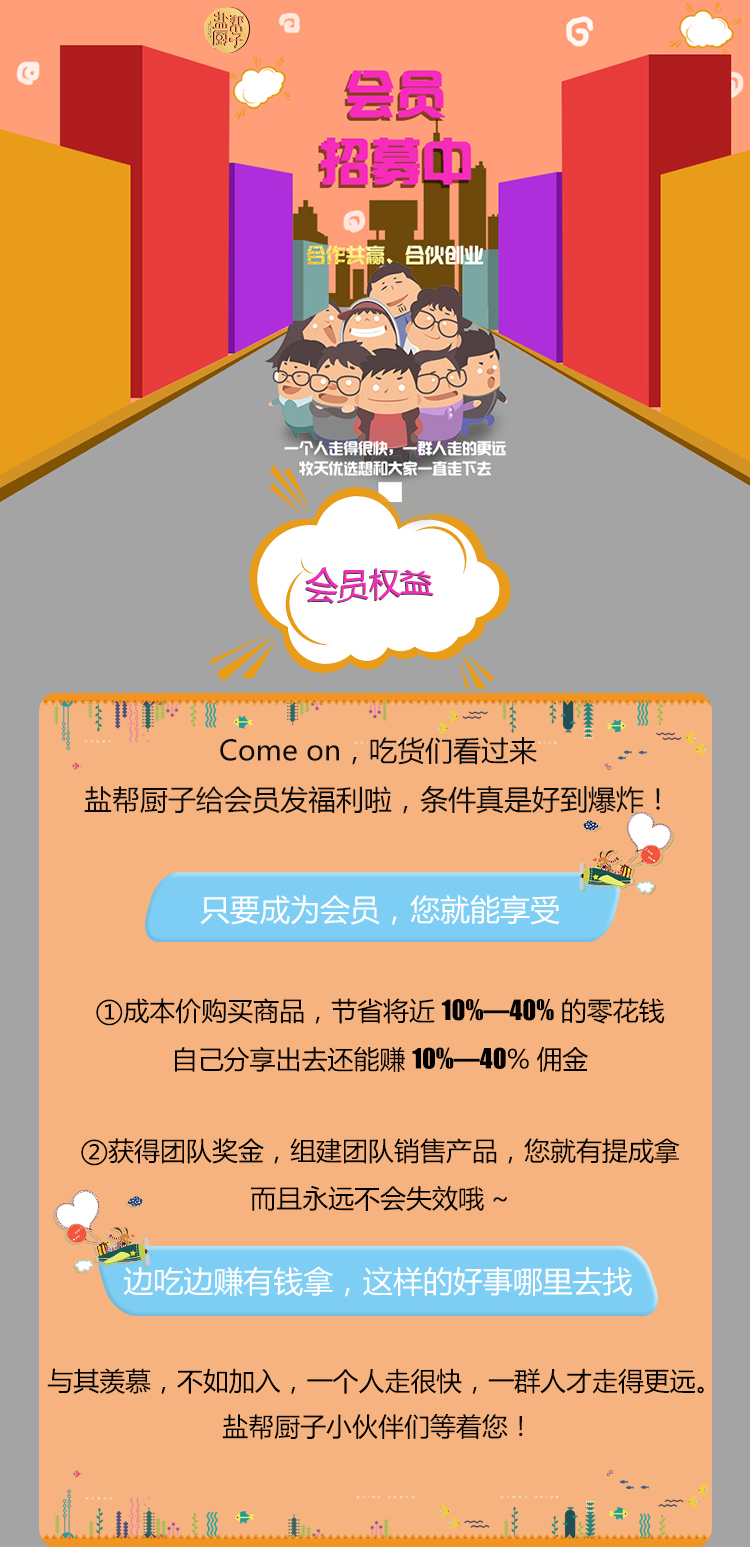 盐帮
厨子
会员
招募中
合作共赢、合伙创业
一个人走得很快，一群人走的更远
牧天优选想和大家一直走下去
会员权益
Come on，吃货们看过来
盐帮厨子给会员发福利啦，条件真是好到爆炸！
只要成为会员，您就能享受
①成本价购买商品，节省将近 10%—40% 的零花钱
自己分享出去还能赚 10%—40% 佣金
②获得团队奖金，组建团队销售产品，您就有提成拿
而且永远不会失效哦 ~
边吃边赚有钱拿，这样的好事哪里去找
与其羡慕，不如加入，一个人走很快，一群人才走得更远。
盐帮厨子小伙伴们等着您！